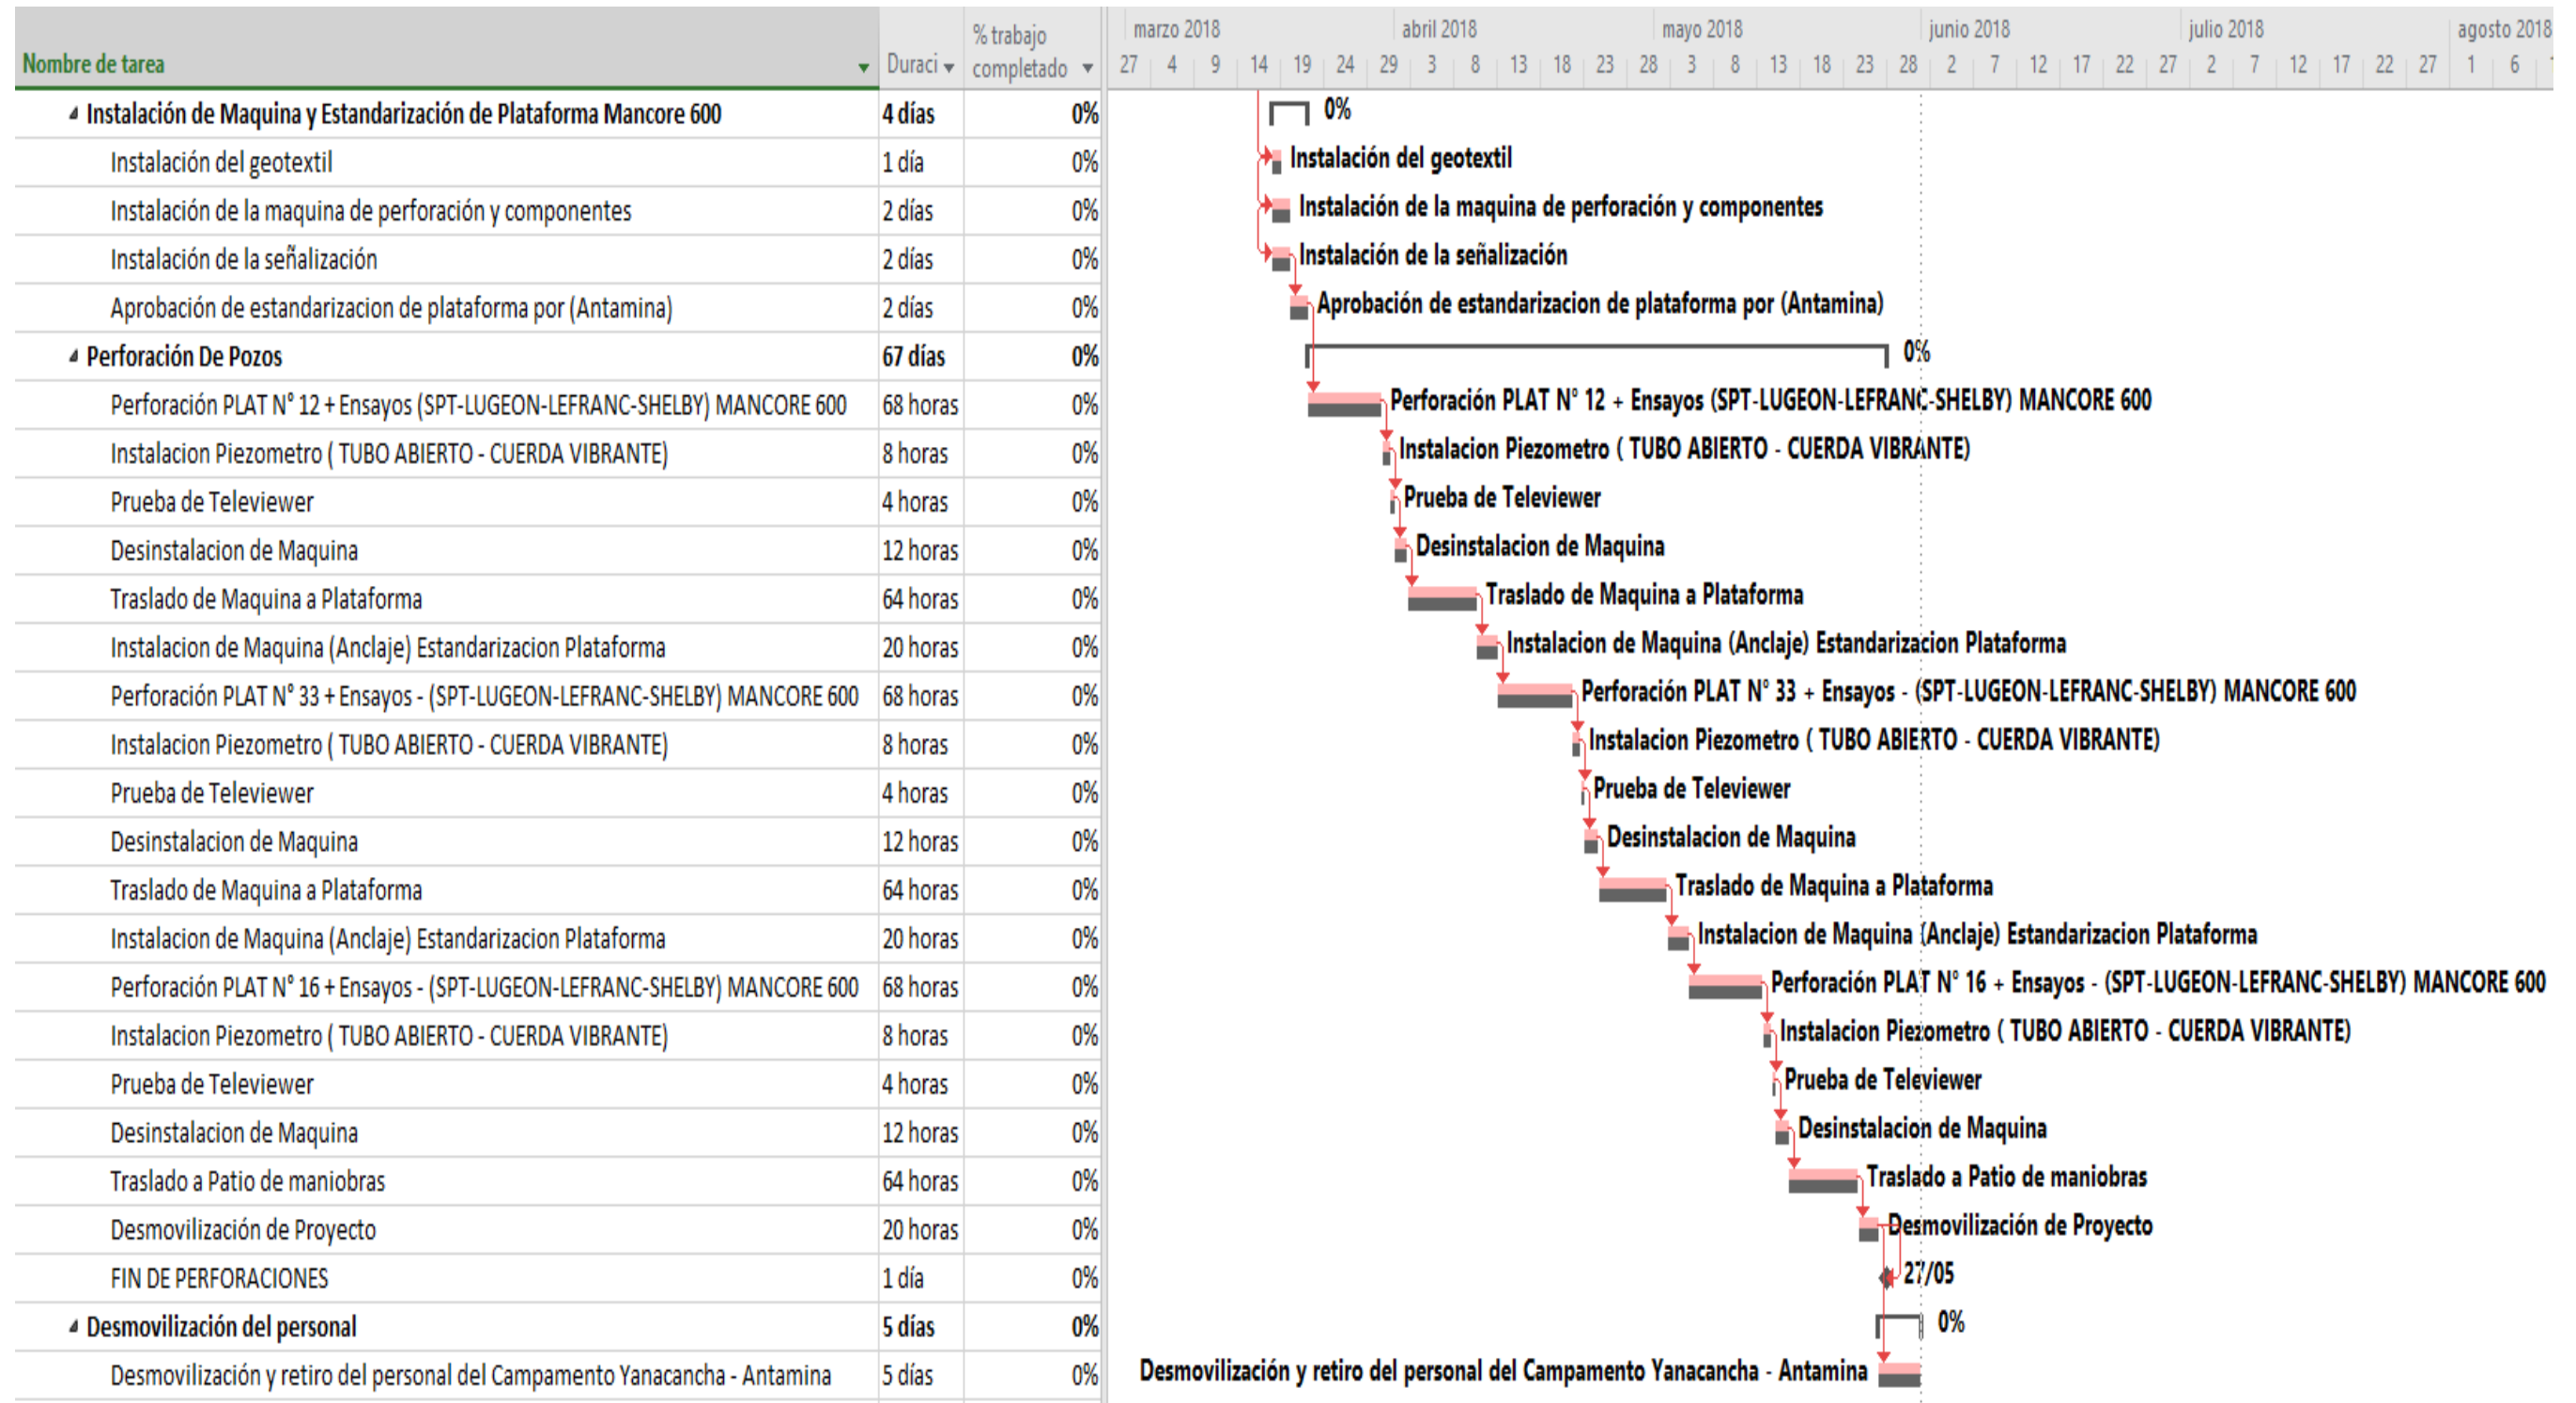 Nombre de tarea
Duraci
% trabajo
completado
marzo 2018
abril 2018
mayo 2018
junio 2018
julio 2018
agosto 2018
27 4 9 14 19 24 29 3 8 13 18 23 28 3 8 13 18 23 28 2 7 12 17 22 27 2 7 12 17 22 27 1 6
Instalación de Maquina y Estandarización de Plataforma Mancore 600 4 días 0% 0%
Instalación del geotextil 1 día 0% Instalación del geotextil
Instalación de la maquina de perforación y componentes 2 días 0% Instalación de la maquina de perforación y componentes
Instalación de la señalización 2 días 0% Instalación de la señalización
Aprobación de estandarizacion de plataforma por (Antamina) 2 días 0% Aprobación de estandarizacion de plataforma por (Antamina)
Perforación De Pozos 67 días 0% 0%
Perforación PLAT N° 12 + Ensayos (SPT-LUGEON-LEFRANC-SHELBY) MANCORE 600 68 horas 0% Perforación PLAT N° 12 + Ensayos (SPT-LUGEON-LEFRANC-SHELBY) MANCORE 600
Instalacion Piezometro ( TUBO ABIERTO - CUERDA VIBRANTE) 8 horas 0% Instalacion Piezometro ( TUBO ABIERTO - CUERDA VIBRANTE)
Prueba de Televiewer 4 horas 0% Prueba de Televiewer
Desinstalacion de Maquina 12 horas 0% Desinstalacion de Maquina
Traslado de Maquina a Plataforma 64 horas 0% Traslado de Maquina a Plataforma
Instalacion de Maquina (Anclaje) Estandarizacion Plataforma 20 horas 0% Instalacion de Maquina (Anclaje) Estandarizacion Plataforma
Perforación PLAT N° 33 + Ensayos - (SPT-LUGEON-LEFRANC-SHELBY) MANCORE 600 68 horas 0% Perforación PLAT N° 33 + Ensayos - (SPT-LUGEON-LEFRANC-SHELBY) MANCORE 600
Instalacion Piezometro ( TUBO ABIERTO - CUERDA VIBRANTE) 8 horas 0% Instalacion Piezometro ( TUBO ABIERTO - CUERDA VIBRANTE)
Prueba de Televiewer 4 horas 0% Prueba de Televiewer
Desinstalacion de Maquina 12 horas 0% Desinstalacion de Maquina
Traslado de Maquina a Plataforma 64 horas 0% Traslado de Maquina a Plataforma
Instalacion de Maquina (Anclaje) Estandarizacion Plataforma 20 horas 0% Instalacion de Maquina (Anclaje) Estandarizacion Plataforma
Perforación PLAT N° 16 + Ensayos - (SPT-LUGEON-LEFRANC-SHELBY) MANCORE 600 68 horas 0% Perforación PLAT N° 16 + Ensayos - (SPT-LUGEON-LEFRANC-SHELBY) MANCORE 600
Instalacion Piezometro ( TUBO ABIERTO - CUERDA VIBRANTE) 8 horas 0% Instalacion Piezometro ( TUBO ABIERTO - CUERDA VIBRANTE)
Prueba de Televiewer 4 horas 0% Prueba de Televiewer
Desinstalacion de Maquina 12 horas 0% Desinstalacion de Maquina
Traslado a Patio de maniobras 64 horas 0% Traslado a Patio de maniobras
Desmovilización de Proyecto 20 horas 0% Desmovilización de Proyecto
FIN DE PERFORACIONES 1 día 0% 27/05
Desmovilización del personal 5 días 0% 0%
Desmovilización y retiro del personal del Campamento Yanacancha - Antamina 5 días 0% Desmovilización y retiro del personal del Campamento Yanacancha - Antamina